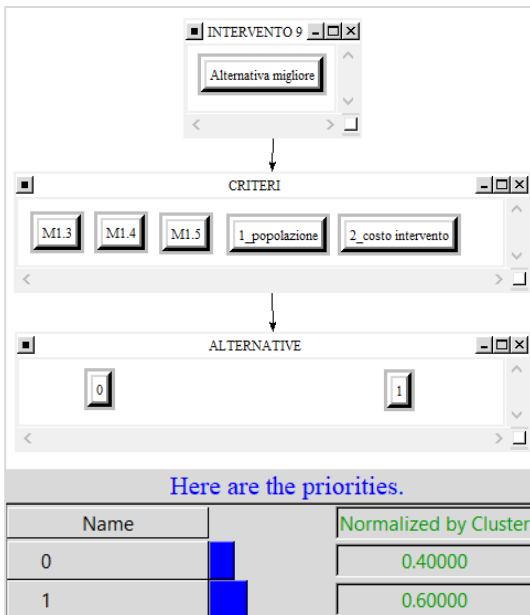 INTERVENTO 9
Alternativa migliore
CRITERI
M1.3 M1.4 M1.5 1_popolazione 2_costo intervento
ALTERNATIVE
0 1
Here are the priorities.
Name Normalized by Cluster
0 0.40000
1 0.60000